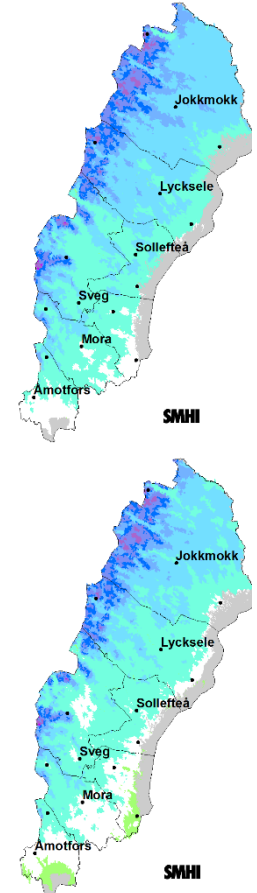 Jokkmokk
Lycksele
Sollefteå
Sveg
Mora
Åmotfors
SMHI
Jokkmokk
Lycksele
Sollefteå
Sveg
Mora
Åmotfors
SMHI